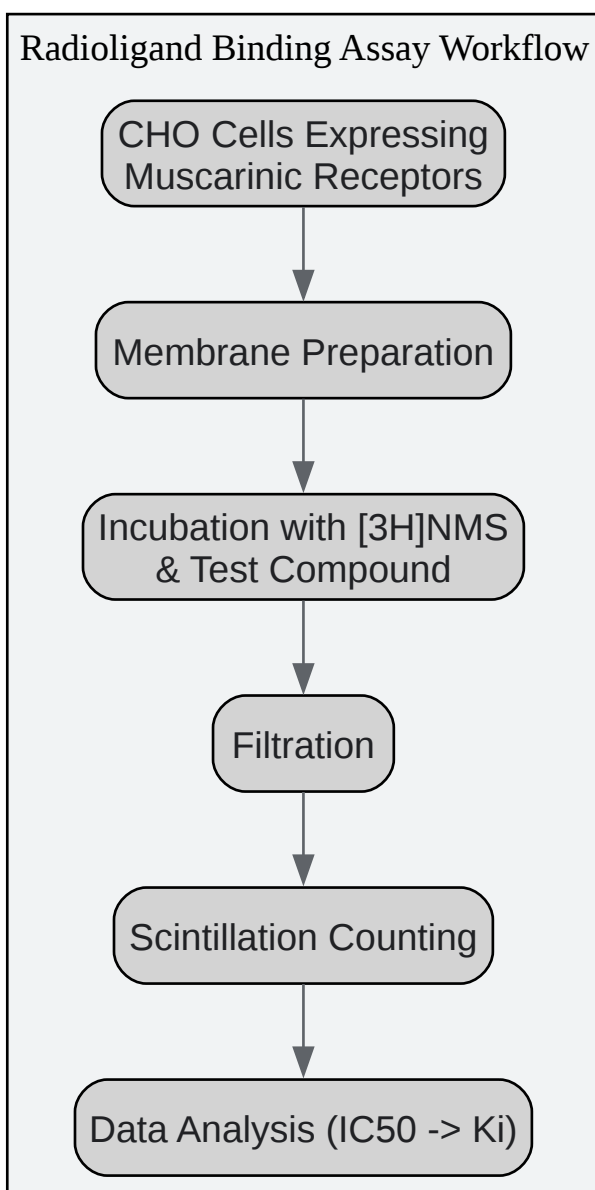 Radioligand Binding Assay Workflow
CHO Cells Expressing
Muscarinic Receptors
Membrane Preparation
Incubation with [3H]NMS
& Test Compound
Filtration
Scintillation Counting
Data Analysis (IC50 -> Ki)